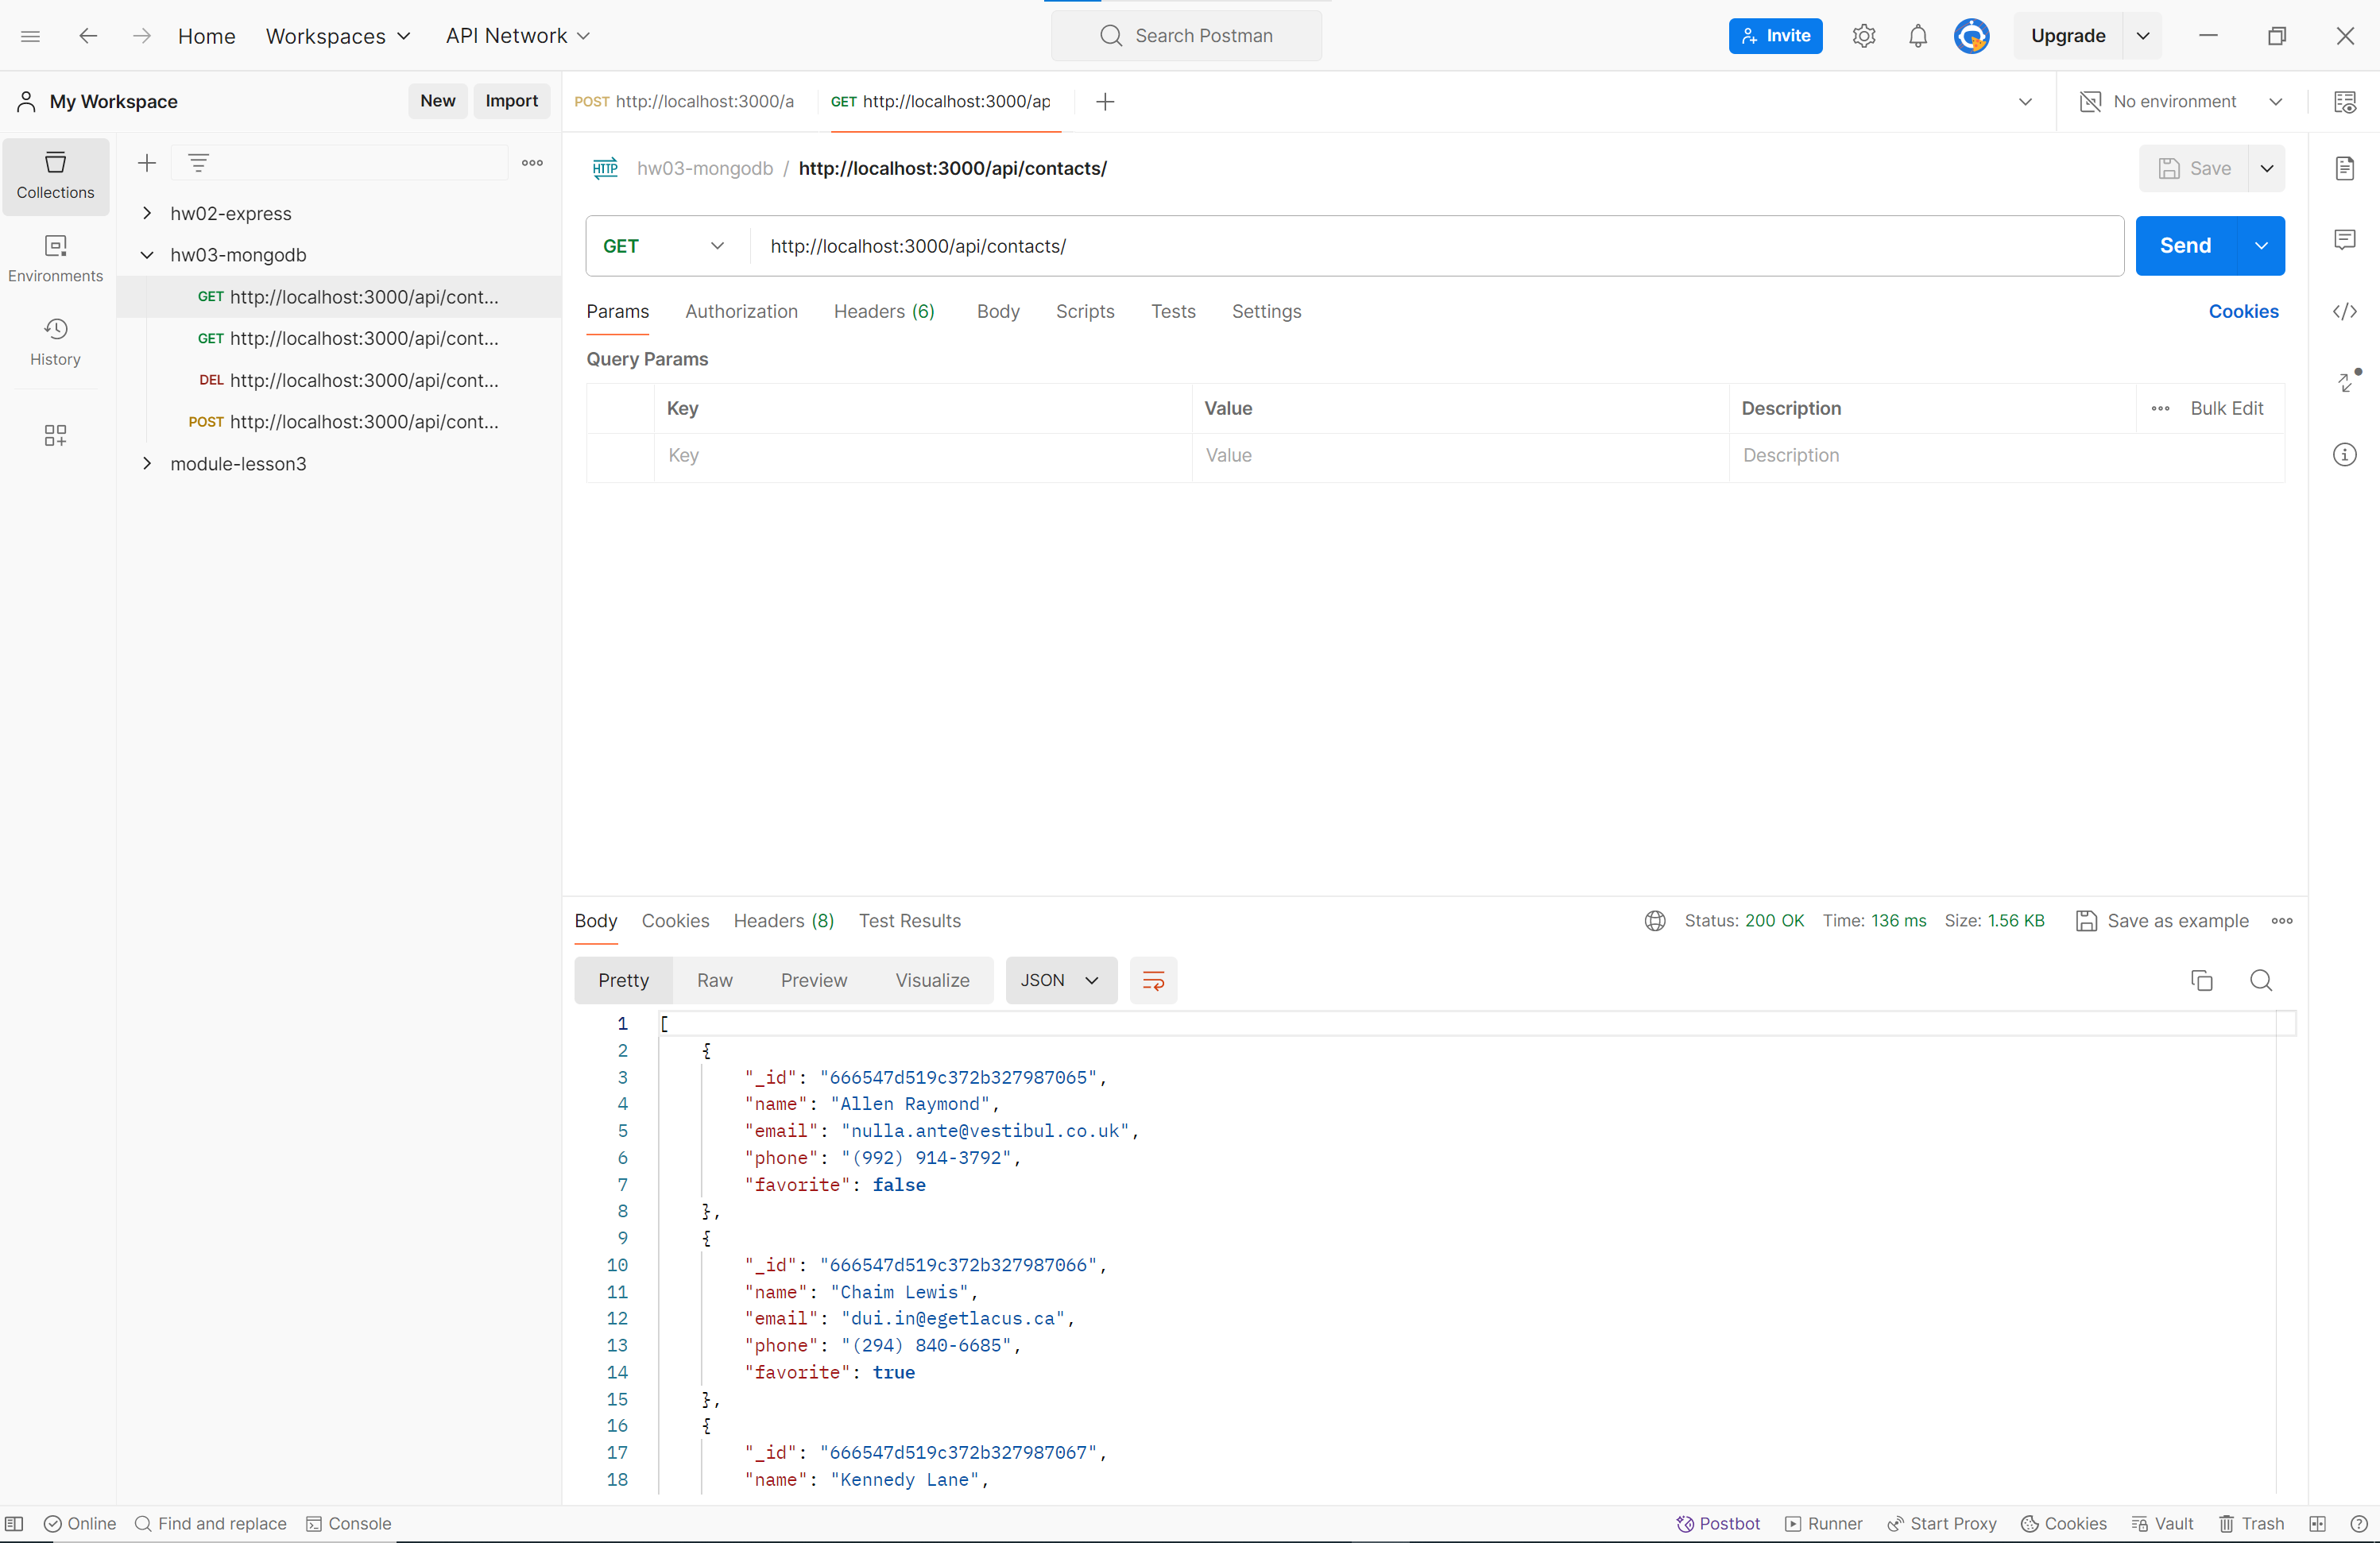 Home
Workspaces
API Network
Search Postman
Invite
Upgrade
My Workspace
New
Import
POST http://localhost:3000/a
GET http://localhost:3000/ap
No environment
Collections
Environments
History
hw02-express
hw03-mongodb
GET http://localhost:3000/api/cont...
GET http://localhost:3000/api/cont...
DEL http://localhost:3000/api/cont...
POST http://localhost:3000/api/cont...
module-lesson3
HTTP hw03-mongodb / http://localhost:3000/api/contacts/
Save
GET http://localhost:3000/api/contacts/
Send
Params Authorization Headers (6) Body Scripts Tests Settings
Cookies
Query Params
Key Value Description Bulk Edit
Key Value Description
Body Cookies Headers (8) Test Results
Status: 200 OK Time: 136 ms Size: 1.56 KB Save as example
Pretty Raw Preview Visualize JSON
1 [
2 {
3 "_id": "666547d519c372b327987065",
4 "name": "Allen Raymond",
5 "email": "nulla.ante@vestibul.co.uk",
6 "phone": "(992) 914-3792",
7 "favorite": false
8 },
9 {
10 "_id": "666547d519c372b327987066",
11 "name": "Chaim Lewis",
12 "email": "dui.in@egetlacus.ca",
13 "phone": "(294) 840-6685",
14 "favorite": true
15 },
16 {
17 "_id": "666547d519c372b327987067",
18 "name": "Kennedy Lane",
Online Find and replace Console
Postbot Runner Start Proxy Cookies Vault Trash